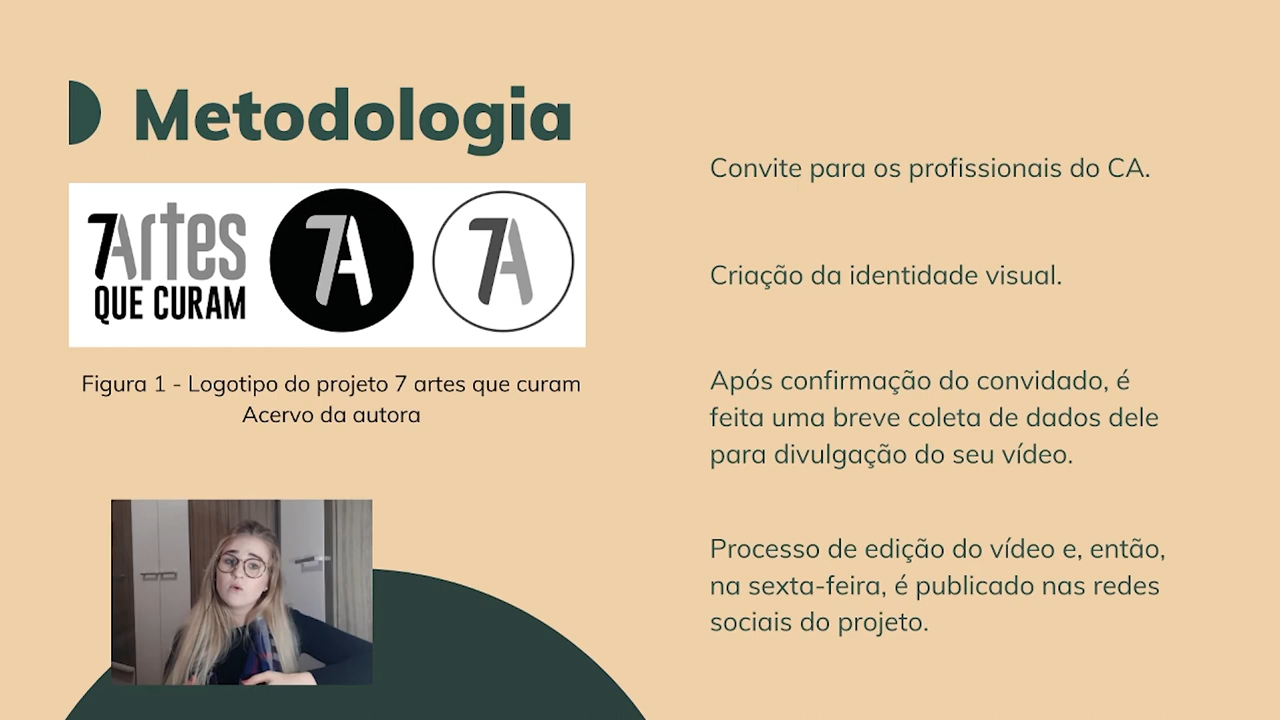 Metodologia
7Artes
QUE CURAM
7A
7A
Figura 1 - Logotipo do projeto 7 artes que curam
Acervo da autora
Convite para os profissionais do CA.
Criação da identidade visual.
Após confirmação do convidado, é
feita uma breve coleta de dados dele
para divulgação do seu vídeo.
Processo de edição do vídeo e, então,
na sexta-feira, é publicado nas redes
sociais do projeto.